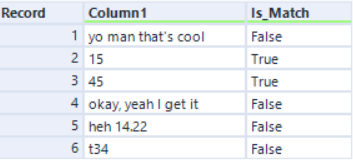 Record Column1 Is_Match
1 yo man that's cool False
2 15 True
3 45 True
4 okay, yeah I get it False
5 heh 14.22 False
6 t34 False